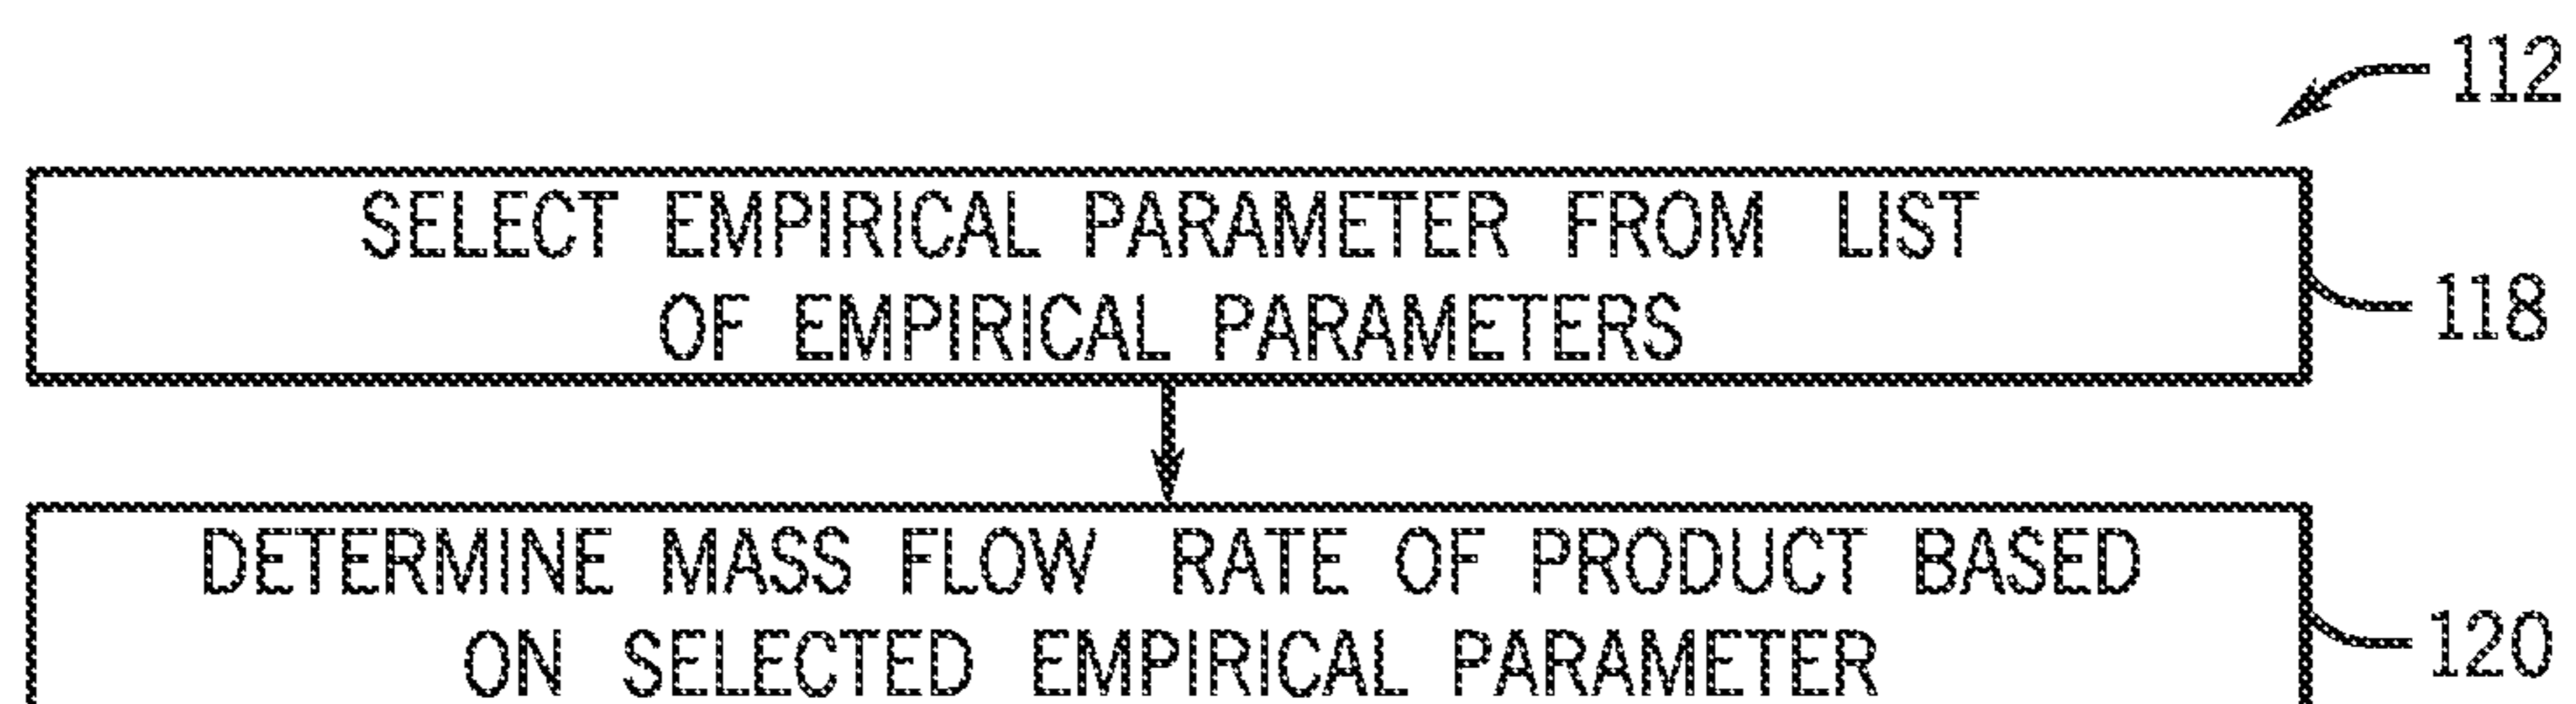 112
SELECT EMPIRICAL PARAMETER FROM LIST
OF EMPIRICAL PARAMETERS
118
DETERMINE MASS FLOW RATE OF PRODUCT BASED
ON SELECTED EMPIRICAL PARAMETER
120